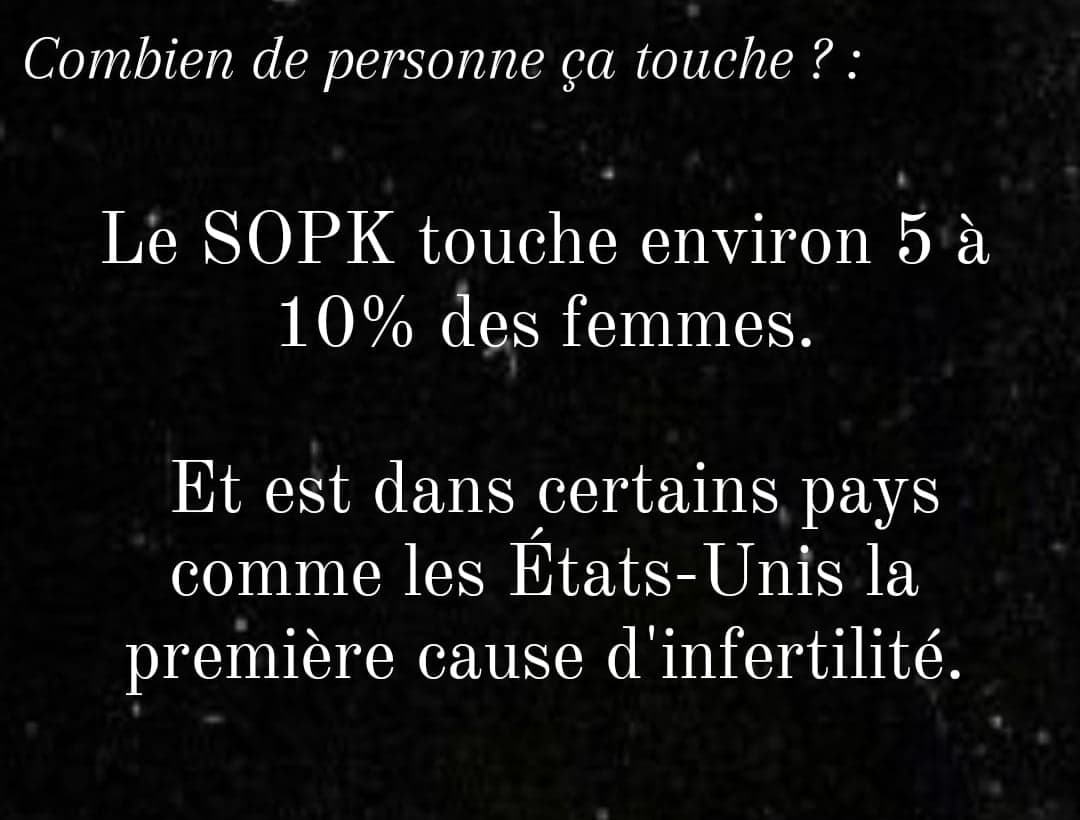 Combien de personne ça touche ? :
Le SOPK touche environ 5 à
10% des femmes.
Et est dans certains pays
comme les États-Unis la
première cause d'infertilité.